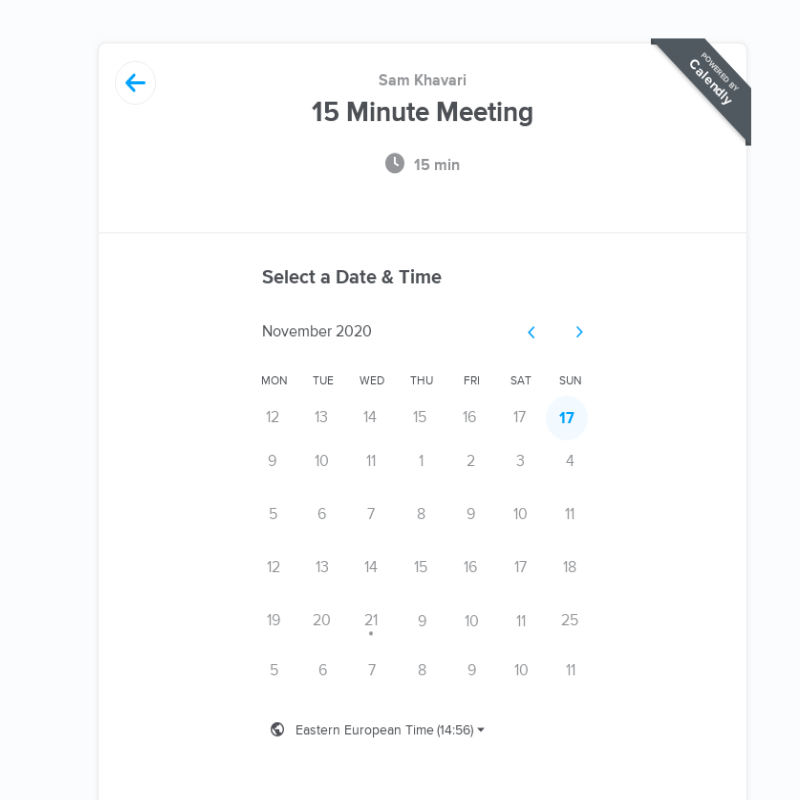 POWERED BY
Calendly
Sam Khavari
15 Minute Meeting
15 min
Select a Date & Time
November 2020
MON TUE WED THU FRI SAT SUN
12 13 14 15 16 17 17
9 10 11 1 2 3 4
5 6 7 8 9 10 11
12 13 14 15 16 17 18
19 20 21 9 10 11 25
5 6 7 8 9 10 11
Eastern European Time (14:56)